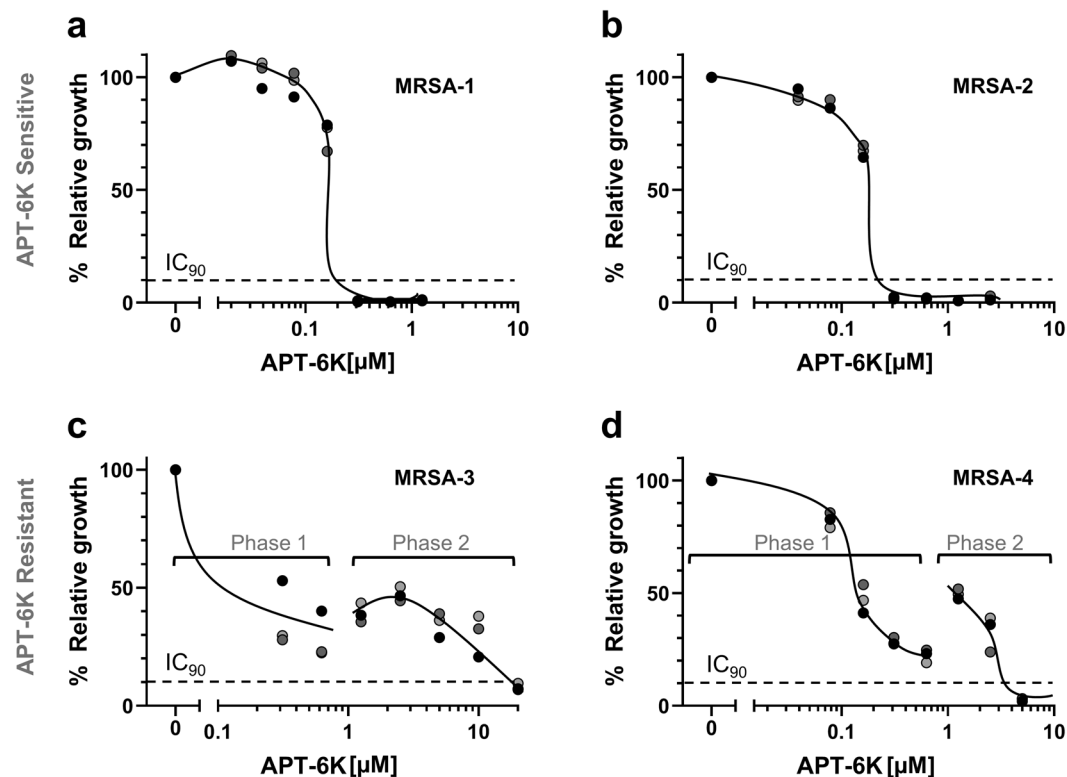 a
APT-6K Sensitive
% Relative growth
100
50
0
MRSA-1
IC90
0
0.1
1
10
APT-6K[µM]
b
% Relative growth
100
50
0
MRSA-2
IC90
0
0.1
1
10
APT-6K[µM]
c
APT-6K Resistant
% Relative growth
100
50
0
MRSA-3
Phase 1
Phase 2
IC90
0
0.1
1
10
APT-6K[µM]
d
% Relative growth
100
50
0
MRSA-4
Phase 1
Phase 2
IC90
0
0.1
1
10
APT-6K[µM]